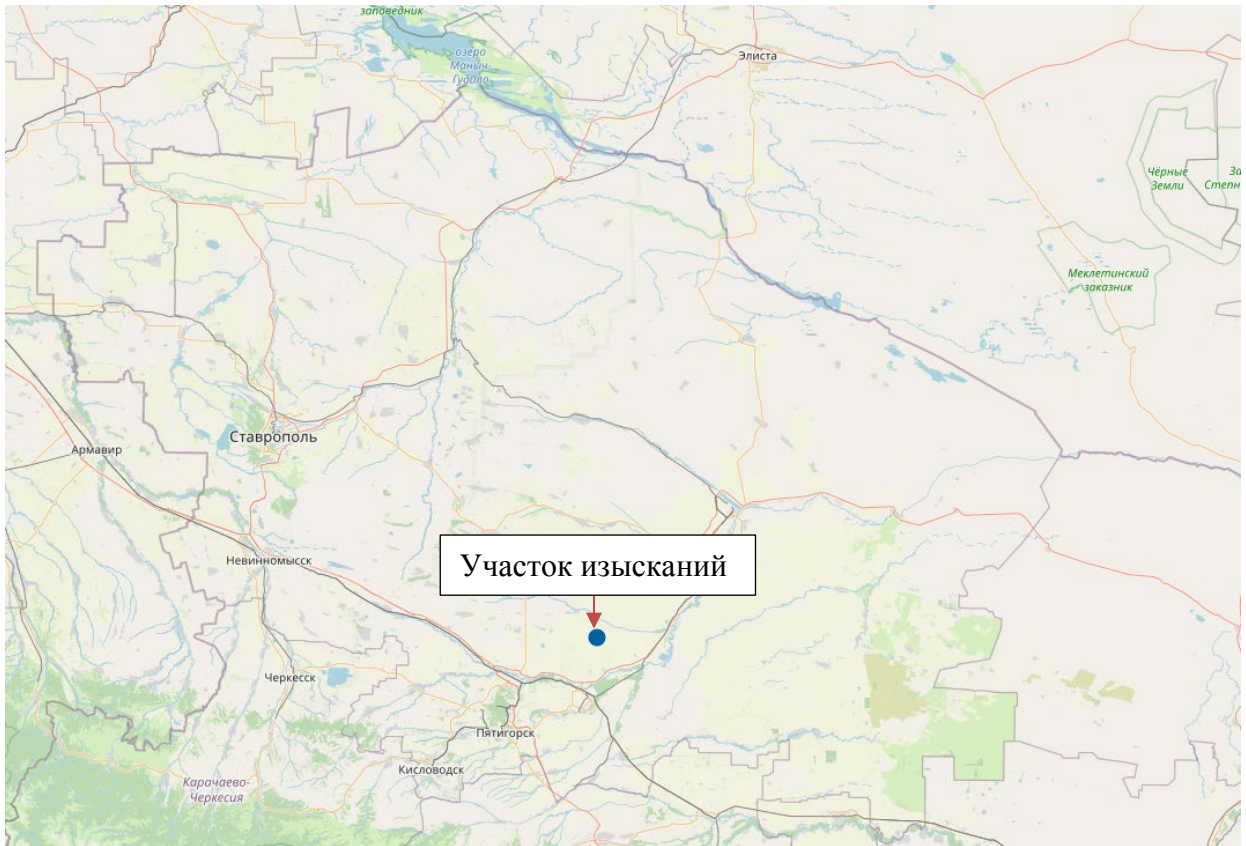 заповедник
озеро
Маныч
Гудило
Элиста
Чёрные
Земли
За
Степн
Меклетинский
заказник
Ставрополь
Армавир
Невинномысск
Участок изысканий
Черкесск
Пятигорск
Кисловодск
Карачаево-
Черкесия